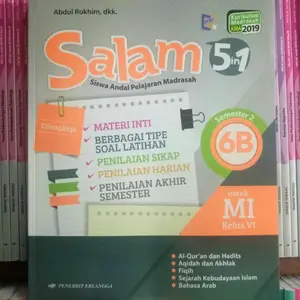 Abdul Rokhim, dkk.
Kurikulum
Madrasah
2019
Salam
5 in 1
Siswa Andal Pelajaran Madrasah
Dilengkapi:
• MATERI INTI
• BERBAGAI TIPE
SOAL LATIHAN
• PENILAIAN SIKAP
• PENILAIAN HARIAN
• PENILAIAN AKHIR
SEMESTER
Semester 2
6B
untuk
MI
Kelas VI
• Al-Qur'an dan Hadits
• Aqidah dan Akhlak
• Fiqih
• Sejarah Kebudayaan Islam
• Bahasa Arab
PENERBIT ERLANGGA